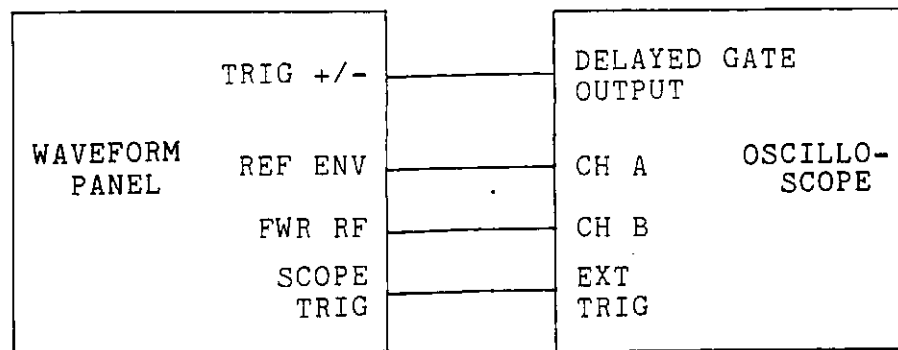 TRIG +/-
DELAYED GATE
OUTPUT
WAVEFORM
PANEL
REF ENV
CH A
OSCILLO-
SCOPE
FWR RF
CH B
SCOPE
TRIG
EXT
TRIG